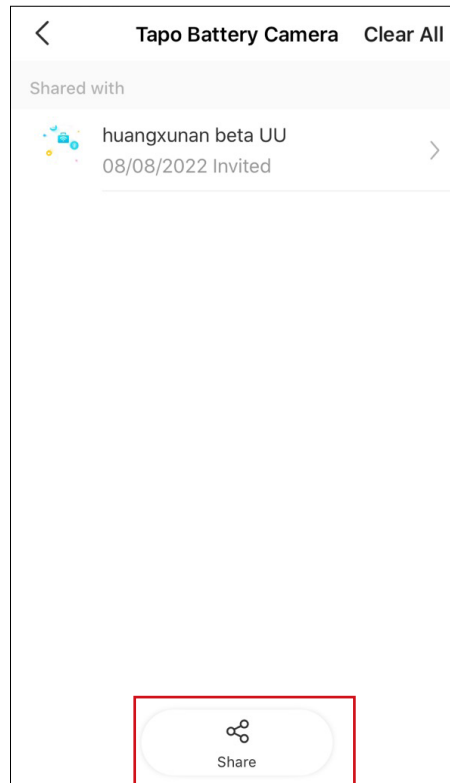 Tapo Battery Camera Clear All
Shared with
huangxunan beta UU
08/08/2022 Invited
Share